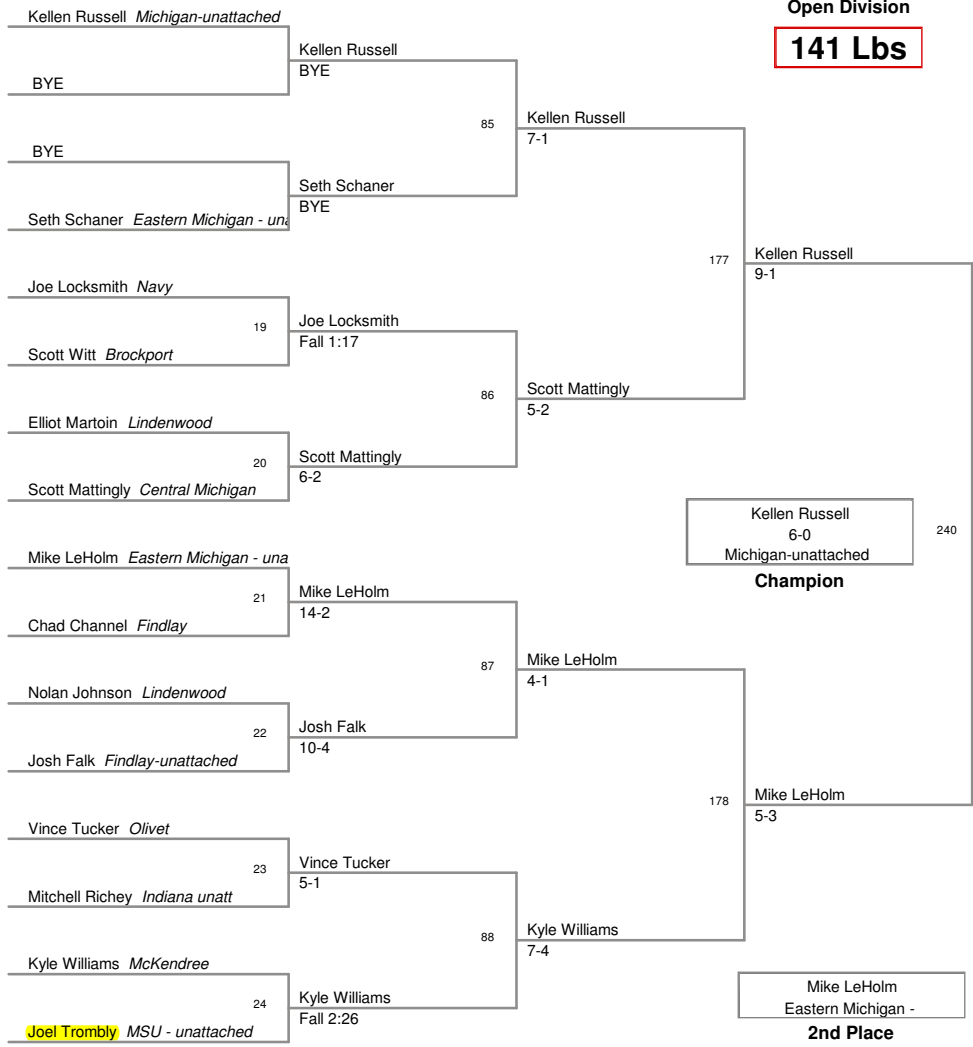 Open Division
141 Lbs
Kellen Russell Michigan-unattached
Kellen Russell
BYE
BYE
85
Kellen Russell
7-1
BYE
Seth Schaner
BYE
Seth Schaner Eastern Michigan - una
177
Kellen Russell
9-1
Joe Locksmith Navy
19
Joe Locksmith
Fall 1:17
Scott Witt Brockport
86
Scott Mattingly
5-2
Elliot Martoin Lindenwood
20
Scott Mattingly
6-2
Scott Mattingly Central Michigan
Kellen Russell
6-0
Michigan-unattached
240
Champion
Mike LeHolm Eastern Michigan - una
21
Mike LeHolm
14-2
Chad Channel Findlay
87
Mike LeHolm
4-1
Nolan Johnson Lindenwood
22
Josh Falk
10-4
Josh Falk Findlay-unattached
178
Mike LeHolm
5-3
Vince Tucker Olivet
23
Vince Tucker
5-1
Mitchell Richey Indiana unatt
88
Kyle Williams
7-4
Kyle Williams McKendree
24
Kyle Williams
Fall 2:26
Joel Trombly MSU - unattached
Mike LeHolm
Eastern Michigan -
2nd Place